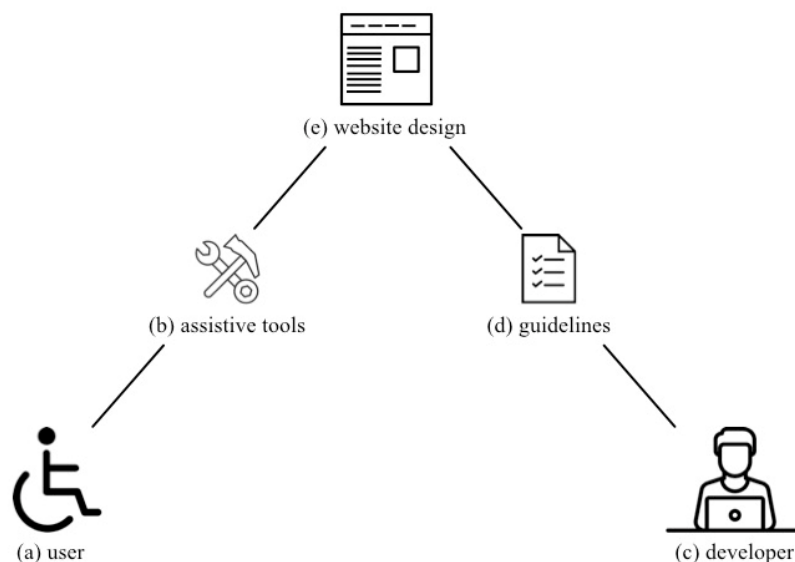 (e) website design
(b) assistive tools
(d) guidelines
(a) user
(c) developer